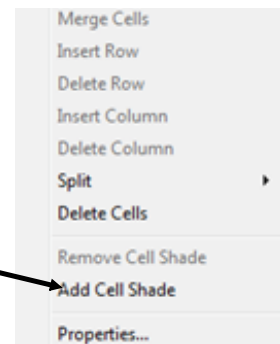 Merge Cells
Insert Row
Delete Row
Insert Column
Delete Column
Split
Delete Cells
Remove Cell Shade
Add Cell Shade
Properties...